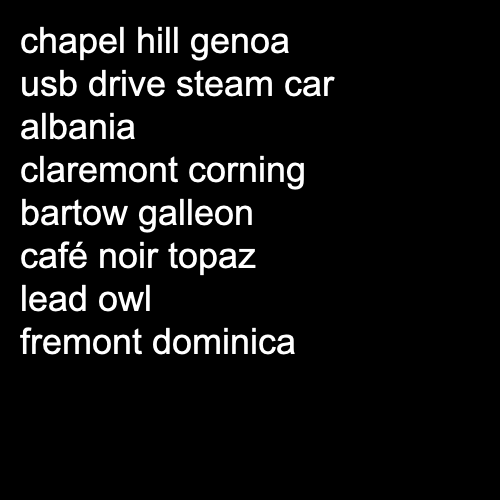 chapel hill genoa
usb drive steam car
albania
claremont corning
bartow galleon
café noir topaz
lead owl
fremont dominica